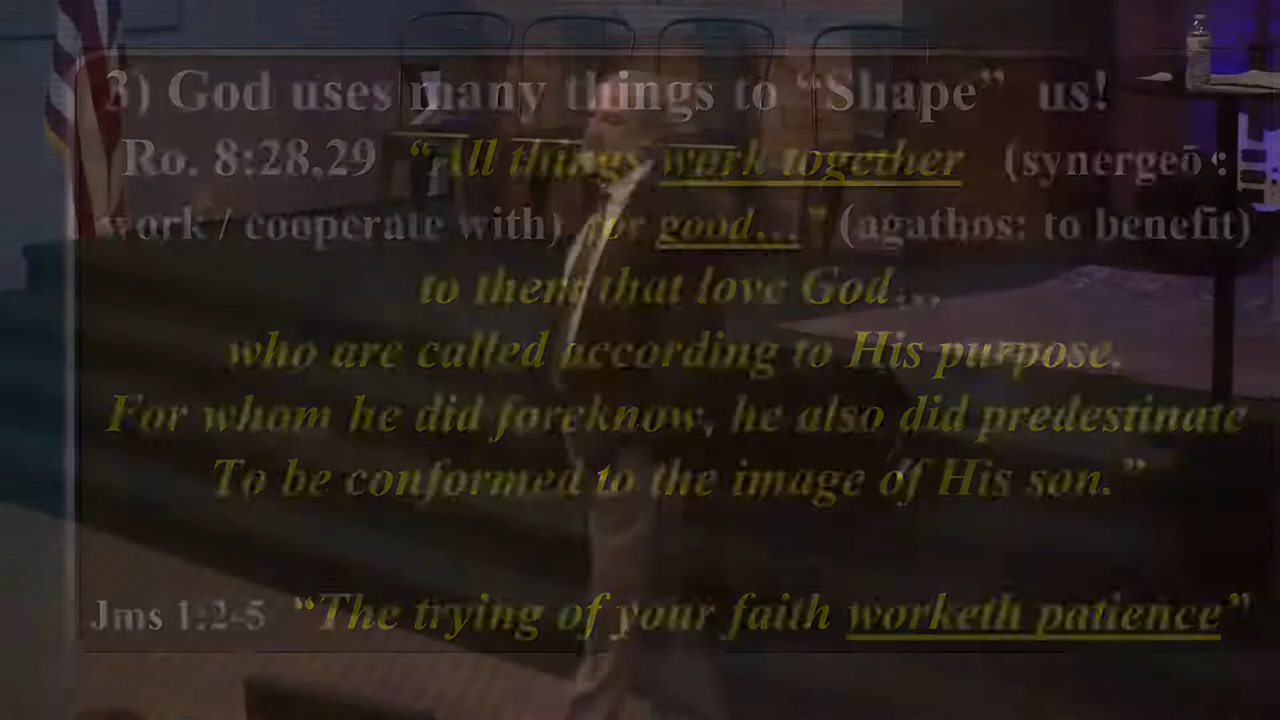 3) God uses many things to “Shape” us!
Ro. 8:28,29 “All things work together (synergeō :
work / cooperate with) for good…” (agathos: to benefit)
to them that love God…
who are called according to His purpose.
For whom he did foreknow, he also did predestinate
To be conformed to the image of His son.”
Jms 1:2-5 “The trying of your faith worketh patience”